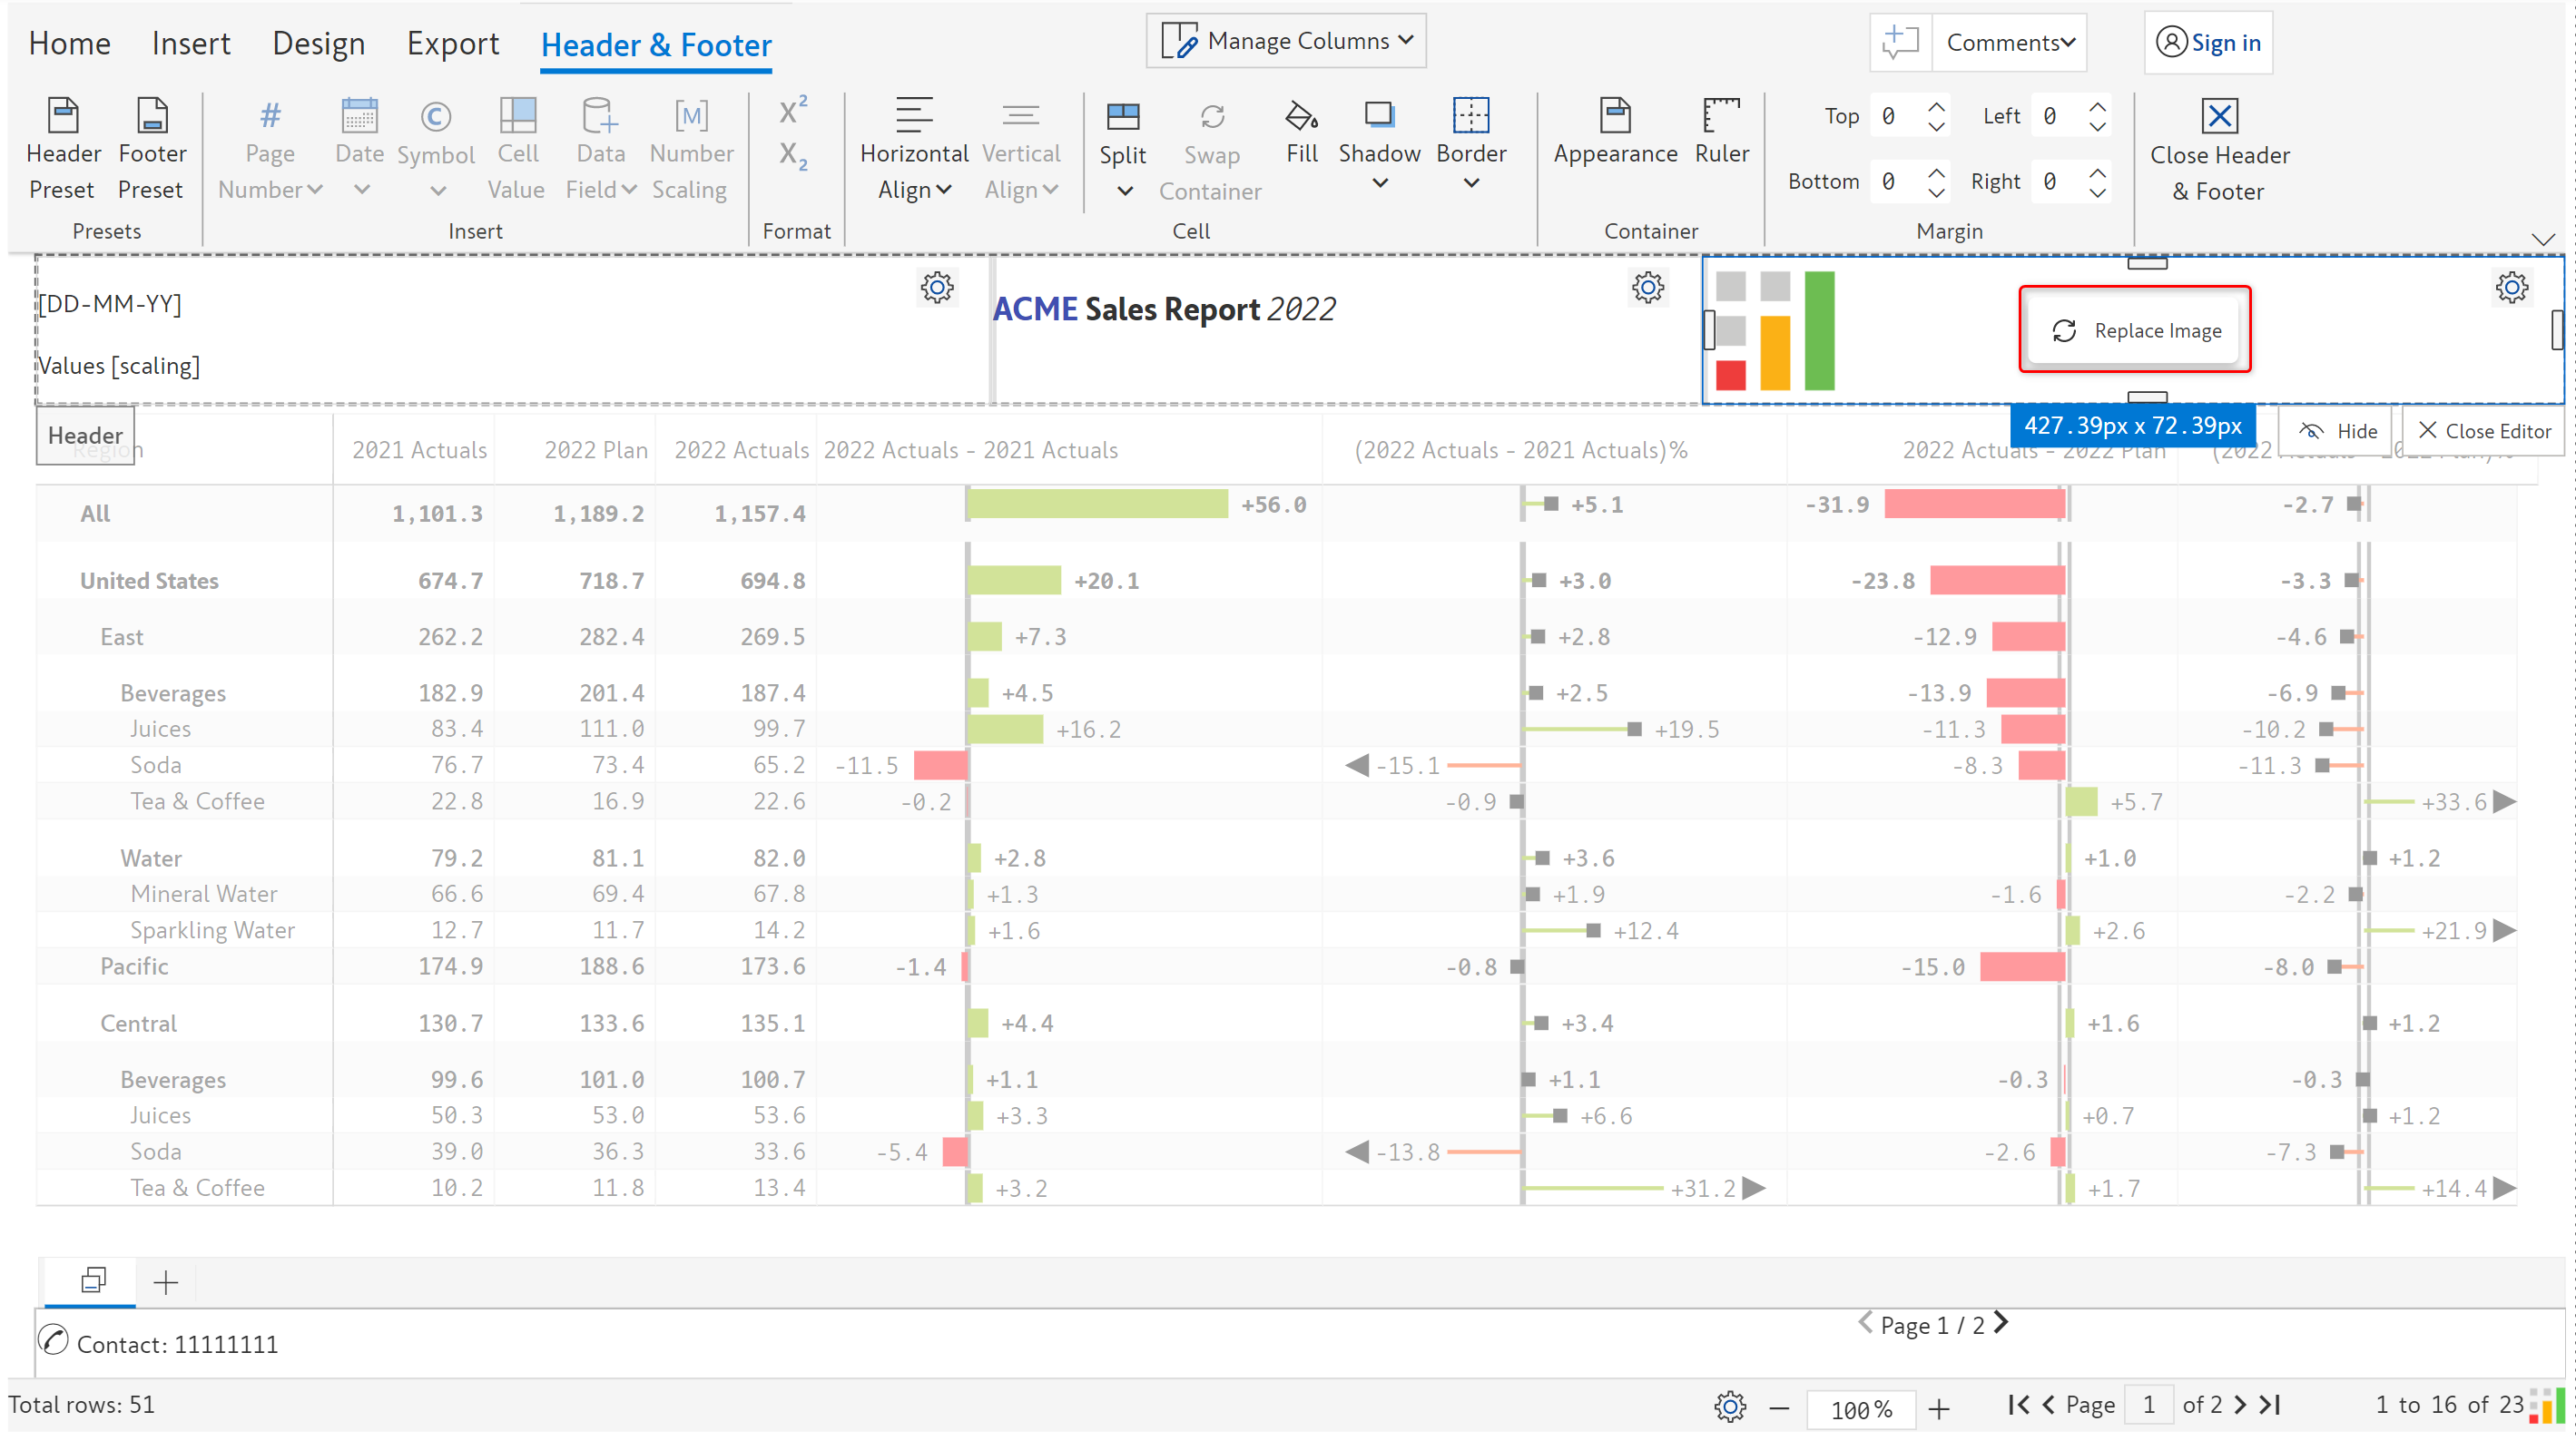 Home Insert Design Export Header & Footer Manage Columns Comments Sign in
Header Preset Footer Preset Page Number Date Symbol Cell Value Data Field [M] Number Scaling X² X₂ Horizontal Align Vertical Align Split Swap Container Fill Shadow Border Appearance Ruler Top 0 Left 0 Bottom 0 Right 0 Close Header & Footer
Presets Insert Format Cell Container Margin
[DD-MM-YY] ACME Sales Report 2022 Replace Image
Values [scaling]
427.39px x 72.39px Hide Close Editor
Header
Region 2021 Actuals 2022 Plan 2022 Actuals 2022 Actuals - 2021 Actuals (2022 Actuals - 2021 Actuals)% 2022 Actuals - 2022 Plan (2022
All 1,101.3 1,189.2 1,157.4 +56.0 +5.1 -31.9 -2.7
United States 674.7 718.7 694.8 +20.1 +3.0 -23.8 -3.3
East 262.2 282.4 269.5 +7.3 +2.8 -12.9 -4.6
Beverages 182.9 201.4 187.4 +4.5 +2.5 -13.9 -6.9
Juices 83.4 111.0 99.7 +16.2 +19.5 -11.3 -10.2
Soda 76.7 73.4 65.2 -11.5 -15.1 -8.3 -11.3
Tea & Coffee 22.8 16.9 22.6 -0.2 -0.9 +5.7 +33.6
Water 79.2 81.1 82.0 +2.8 +3.6 +1.0 +1.2
Mineral Water 66.6 69.4 67.8 +1.3 +1.9 -1.6 -2.2
Sparkling Water 12.7 11.7 14.2 +1.6 +12.4 +2.6 +21.9
Pacific 174.9 188.6 173.6 -1.4 -0.8 -15.0 -8.0
Central 130.7 133.6 135.1 +4.4 +3.4 +1.6 +1.2
Beverages 99.6 101.0 100.7 +1.1 +1.1 -0.3 -0.3
Juices 50.3 53.0 53.6 +3.3 +6.6 +0.7 +1.2
Soda 39.0 36.3 33.6 -5.4 -13.8 -2.6 -7.3
Tea & Coffee 10.2 11.8 13.4 +3.2 +31.2 +1.7 +14.4
Page 1 / 2
Contact: 11111111
Total rows: 51 100% Page 1 of 2 1 to 16 of 23